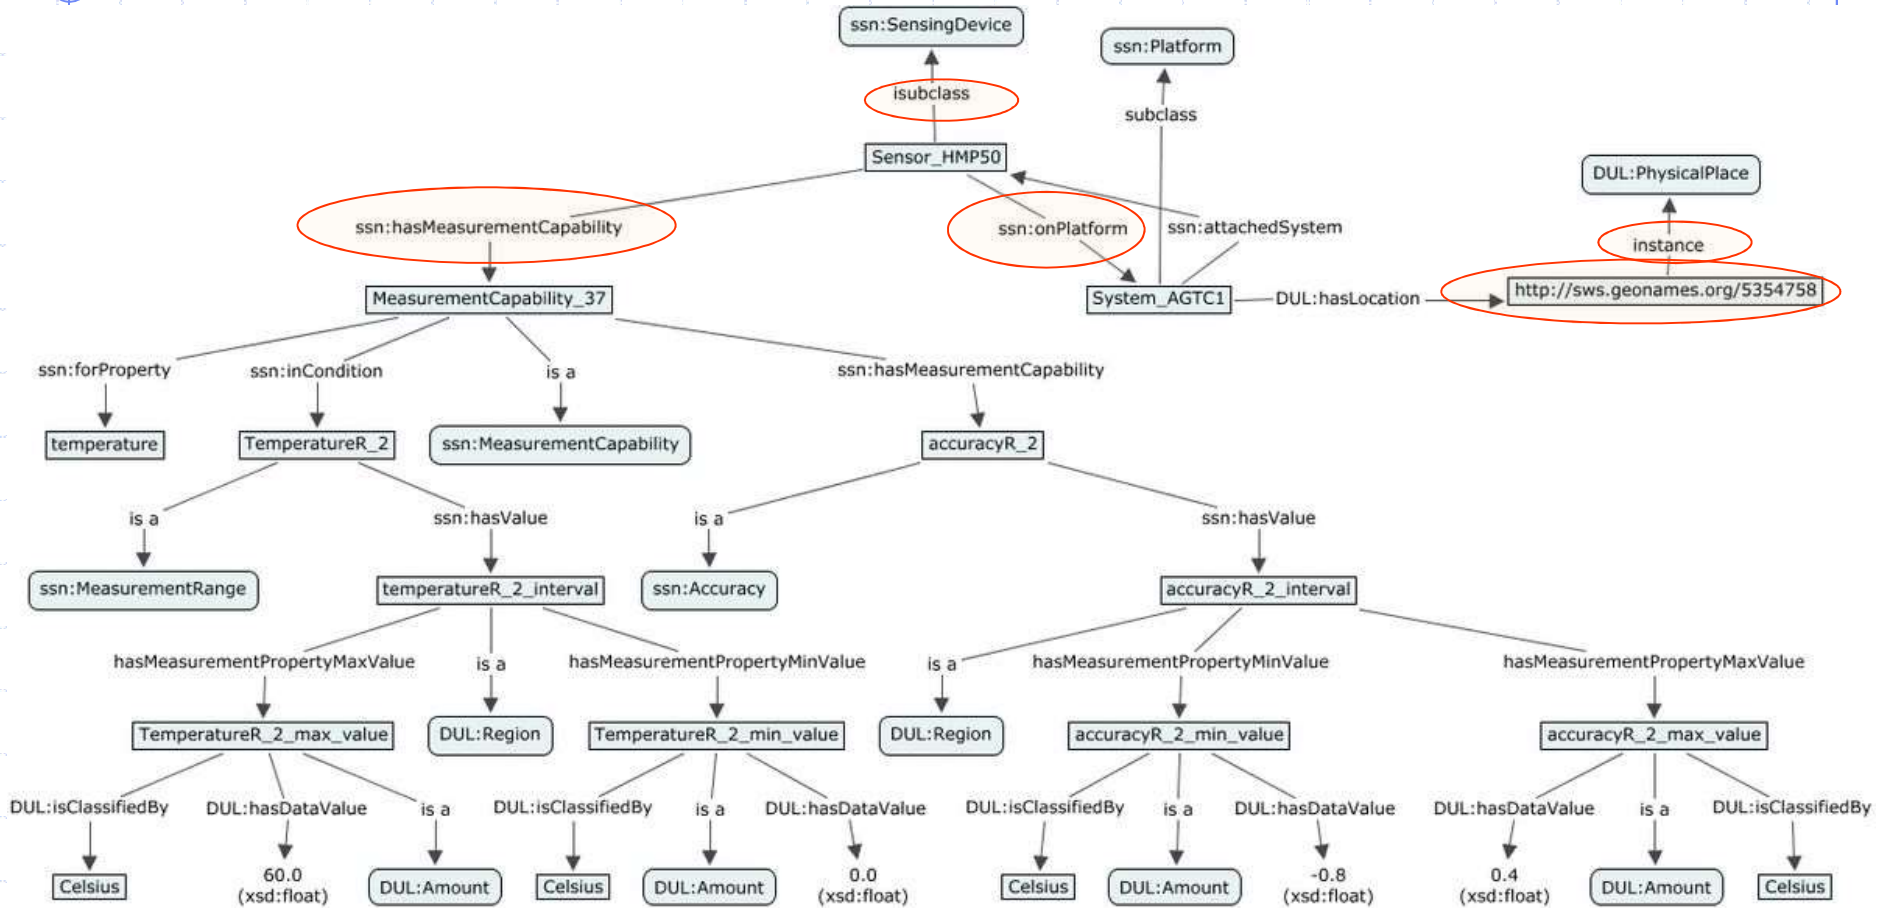 ssn:SensingDevice
ssn:Platform
isubclass
subclass
Sensor_HMP50
DUL:PhysicalPlace
ssn:hasMeasurementCapability
ssn:onPlatform
ssn:attachedSystem
instance
MeasurementCapability_37
System_AGTC1
DUL:hasLocation
http://sws.geonames.org/5354758
ssn:forProperty
ssn:inCondition
is a
ssn:hasMeasurementCapability
temperature
TemperatureR_2
ssn:MeasurementCapability
accuracyR_2
is a
ssn:hasValue
is a
ssn:hasValue
ssn:MeasurementRange
temperatureR_2_interval
ssn:Accuracy
accuracyR_2_interval
hasMeasurementPropertyMaxValue
is a
hasMeasurementPropertyMinValue
is a
hasMeasurementPropertyMinValue
hasMeasurementPropertyMaxValue
TemperatureR_2_max_value
DUL:Region
TemperatureR_2_min_value
DUL:Region
accuracyR_2_min_value
accuracyR_2_max_value
DUL:isClassifiedBy
DUL:hasDataValue
is a
DUL:isClassifiedBy
is a
DUL:hasDataValue
DUL:isClassifiedBy
is a
DUL:hasDataValue
DUL:hasDataValue
is a
DUL:isClassifiedBy
Celsius
60.0
(xsd:float)
DUL:Amount
Celsius
DUL:Amount
0.0
(xsd:float)
Celsius
DUL:Amount
-0.8
(xsd:float)
0.4
(xsd:float)
DUL:Amount
Celsius